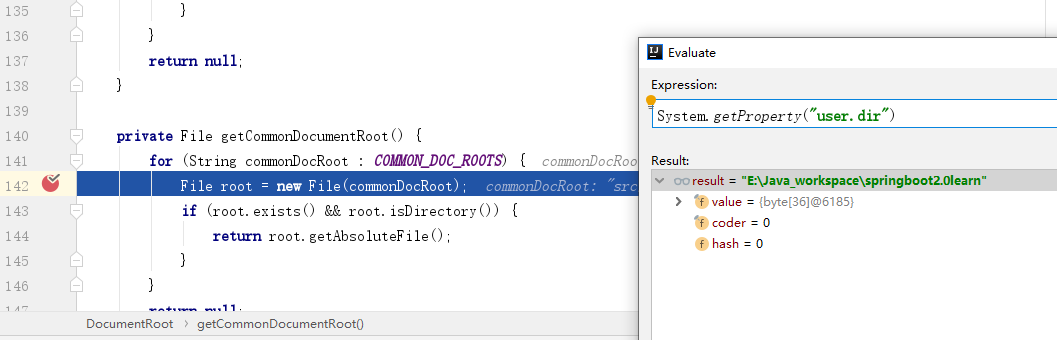 135 }
136 }
137 return null;
138 }
139
140 private File getCommonDocumentRoot() {
141 for (String commonDocRoot : COMMON_DOC_ROOTS) { commonDocRoo
142 File root = new File(commonDocRoot); commonDocRoot: "src
143 if (root.exists() && root.isDirectory()) {
144 return root.getAbsoluteFile();
145 }
146 }
147 return null;
DocumentRoot > getCommonDocumentRoot()
Evaluate
Expression:
System.getProperty("user.dir")
Result:
result = "E:\Java_workspace\springboot2.0learn"
value = {byte[36]@6185}
coder = 0
hash = 0